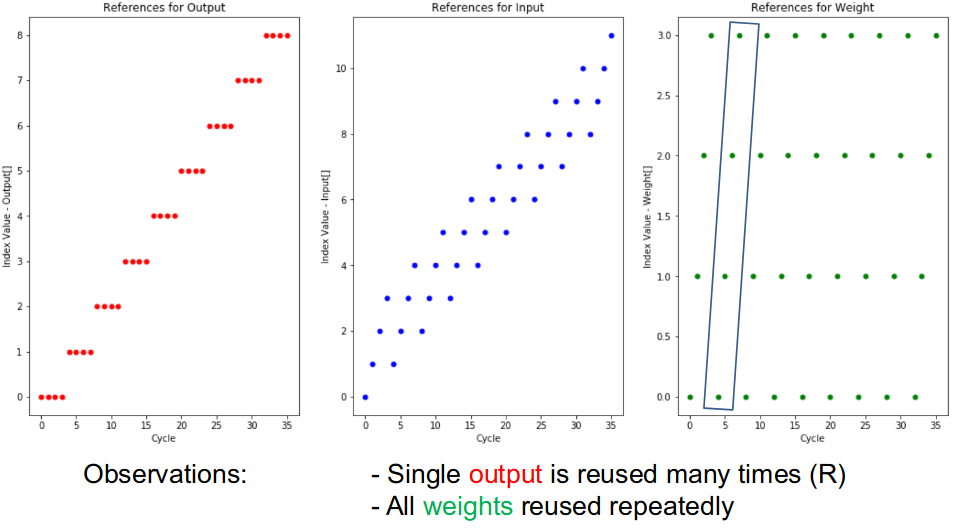 References for Output
References for Input
References for Weight
Index Value - Output[]
8
7
6
5
4
3
2
1
0
0 5 10 15 20 25 30 35
Cycle
Index Value - Input[]
10
8
6
4
2
0
0 5 10 15 20 25 30 35
Cycle
Index Value - Weight[]
3.0
2.5
2.0
1.5
1.0
0.5
0.0
0 5 10 15 20 25 30 35
Cycle
Observations:
- Single output is reused many times (R)
- All weights reused repeatedly